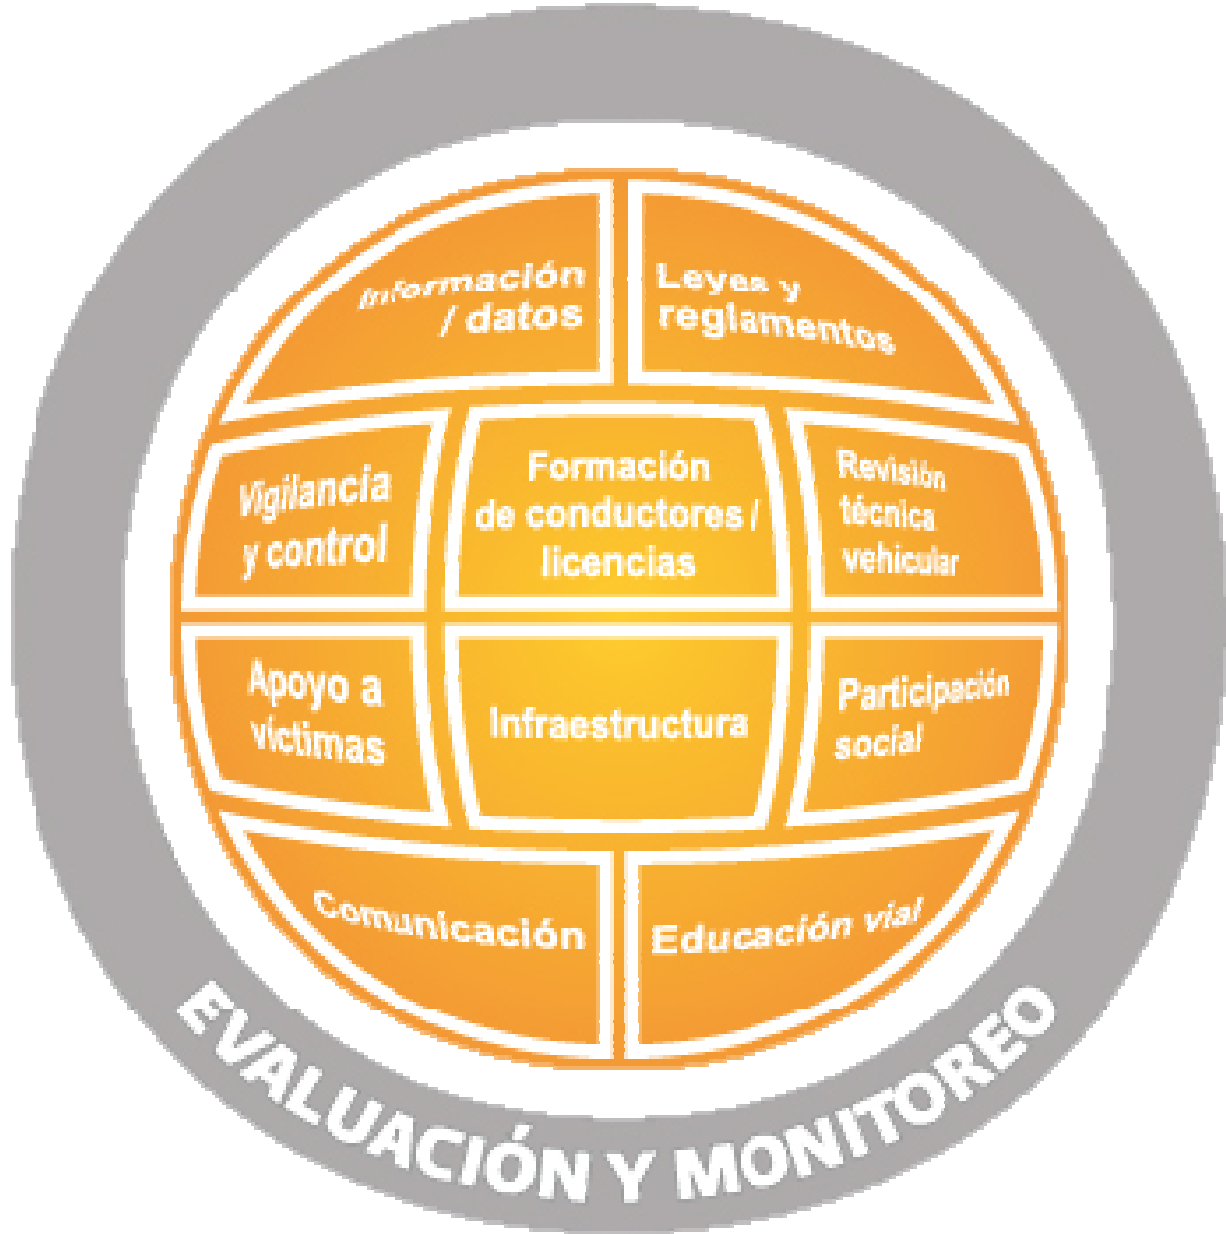 Información
/ datos
Leyes y
reglamentos
Vigilancia
y control
Formación
de conductores /
licencias
Revisión
técnica
vehicular
Apoyo a
víctimas
Infraestructura
Participación
social
Comunicación
Educación vial
EVALUACIÓN Y MONITOREO